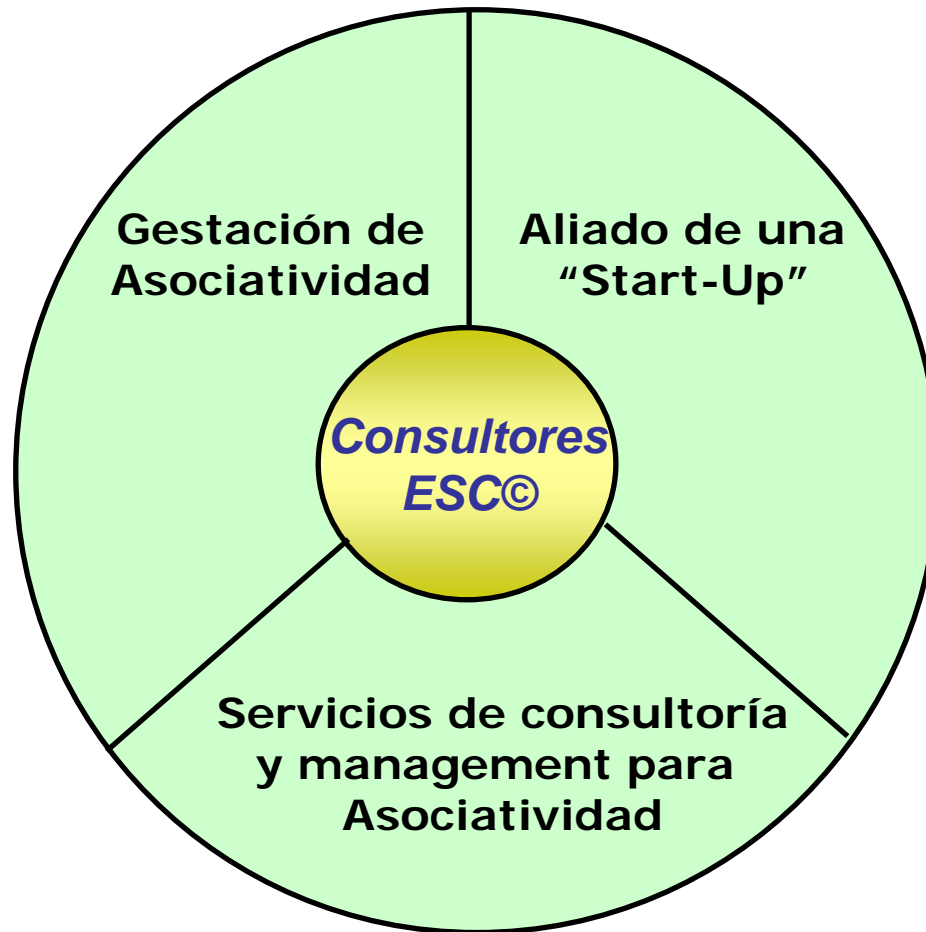 Gestación de
Asociatividad
Aliado de una
“Start-Up”
Consultores
ESC©
Servicios de consultoría
y management para
Asociatividad